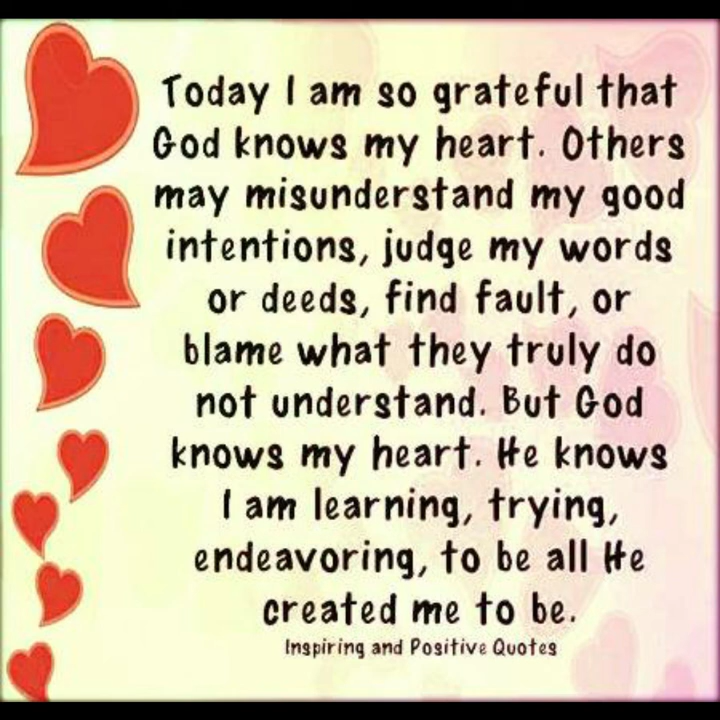 Today I am so grateful that
God knows my heart. Others
may misunderstand my good
intentions, judge my words
or deeds, find fault, or
blame what they truly do
not understand. But God
knows my heart. He knows
I am learning, trying,
endeavoring, to be all He
created me to be.
Inspiring and Positive Quotes